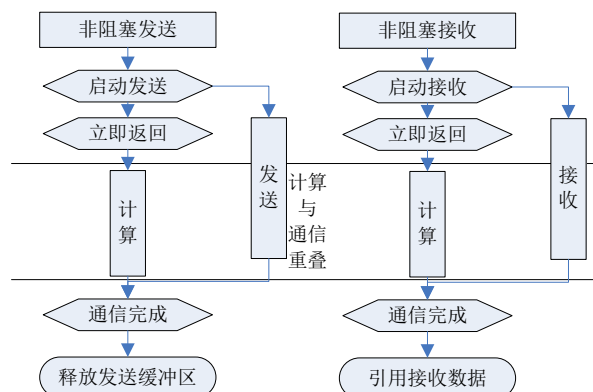 非阻塞发送
启动发送
立即返回
发送
计算
计算
与
通信
重叠
通信完成
释放发送缓冲区
非阻塞接收
启动接收
立即返回
接收
计算
通信完成
引用接收数据